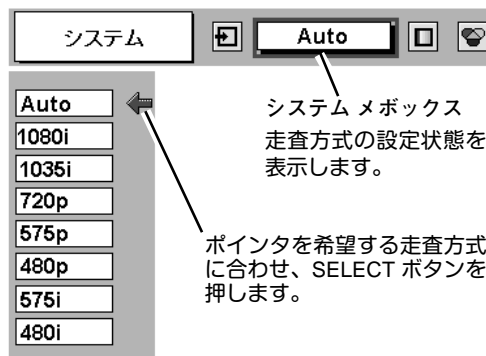 システム
Auto
システム メボックス
走査方式の設定状態を
表示します。
Auto
1080i
1035i
720p
575p
480p
575i
480i
ポインタを希望する走査方式
に合わせ、SELECT ボタンを
押します。